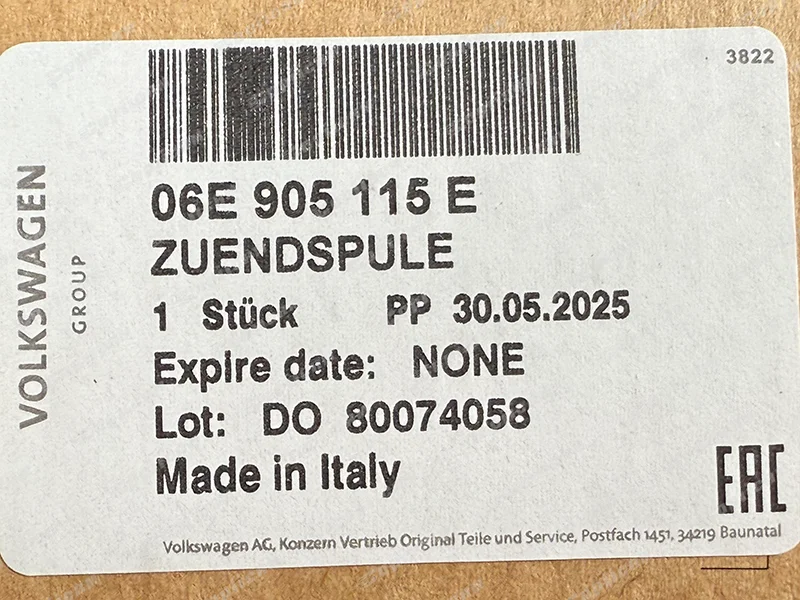 3822
06E 905 115 E
ZUENDSPULE
1 Stück PP 30.05.2025
Expire date: NONE
Lot: DO 80074058
Made in Italy
VOLKSWAGEN
GROUP
EAC
Volkswagen AG, Konzern Vertrieb Original Teile und Service, Postfach 1451, 34219 Baunatal